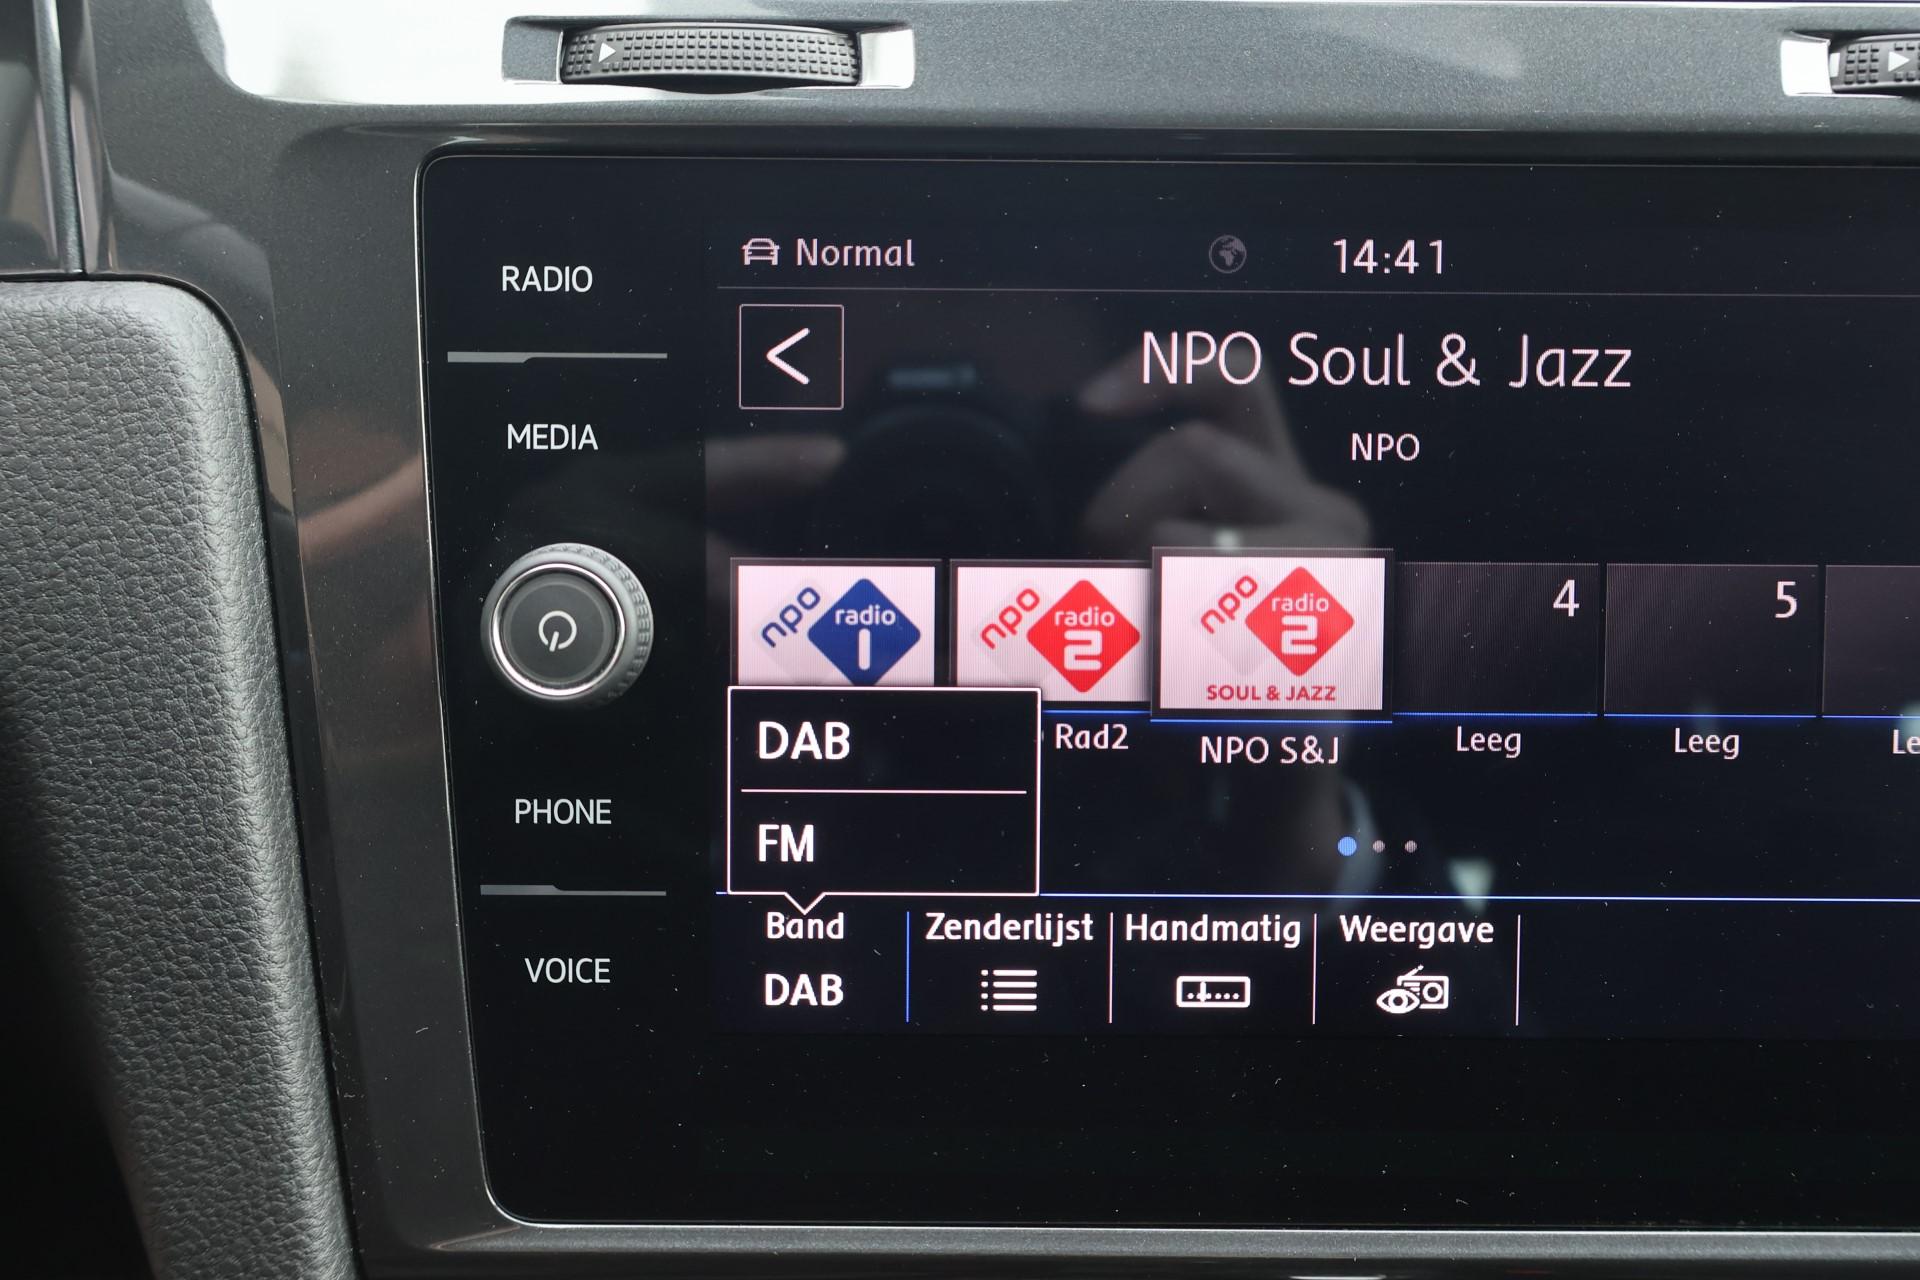 RADIO
MEDIA
PHONE
VOICE
Normal
14:41
NPO Soul & Jazz
NPO
npo radio 1
npo radio 2
npo radio 2
SOUL & JAZZ
4
5
Rad2
NPO S&J
Leeg
Leeg
DAB
FM
Band
Zenderlijst
Handmatig
Weergave
DAB